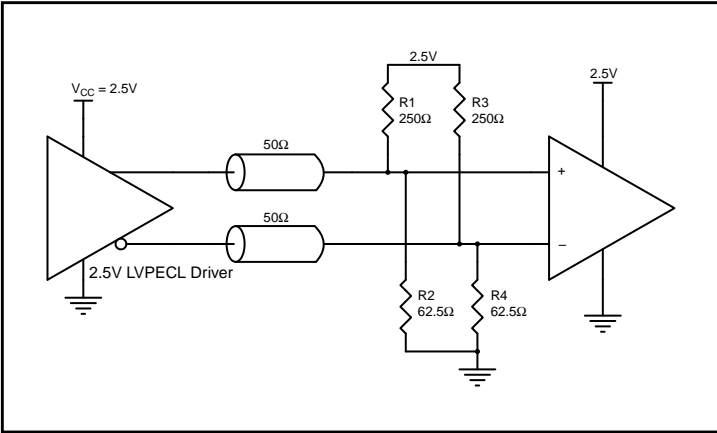 2.5V
V_CC = 2.5V
2.5V
R1
250Ω
R3
250Ω
50Ω
+
50Ω
−
2.5V LVPECL Driver
R2
62.5Ω
R4
62.5Ω